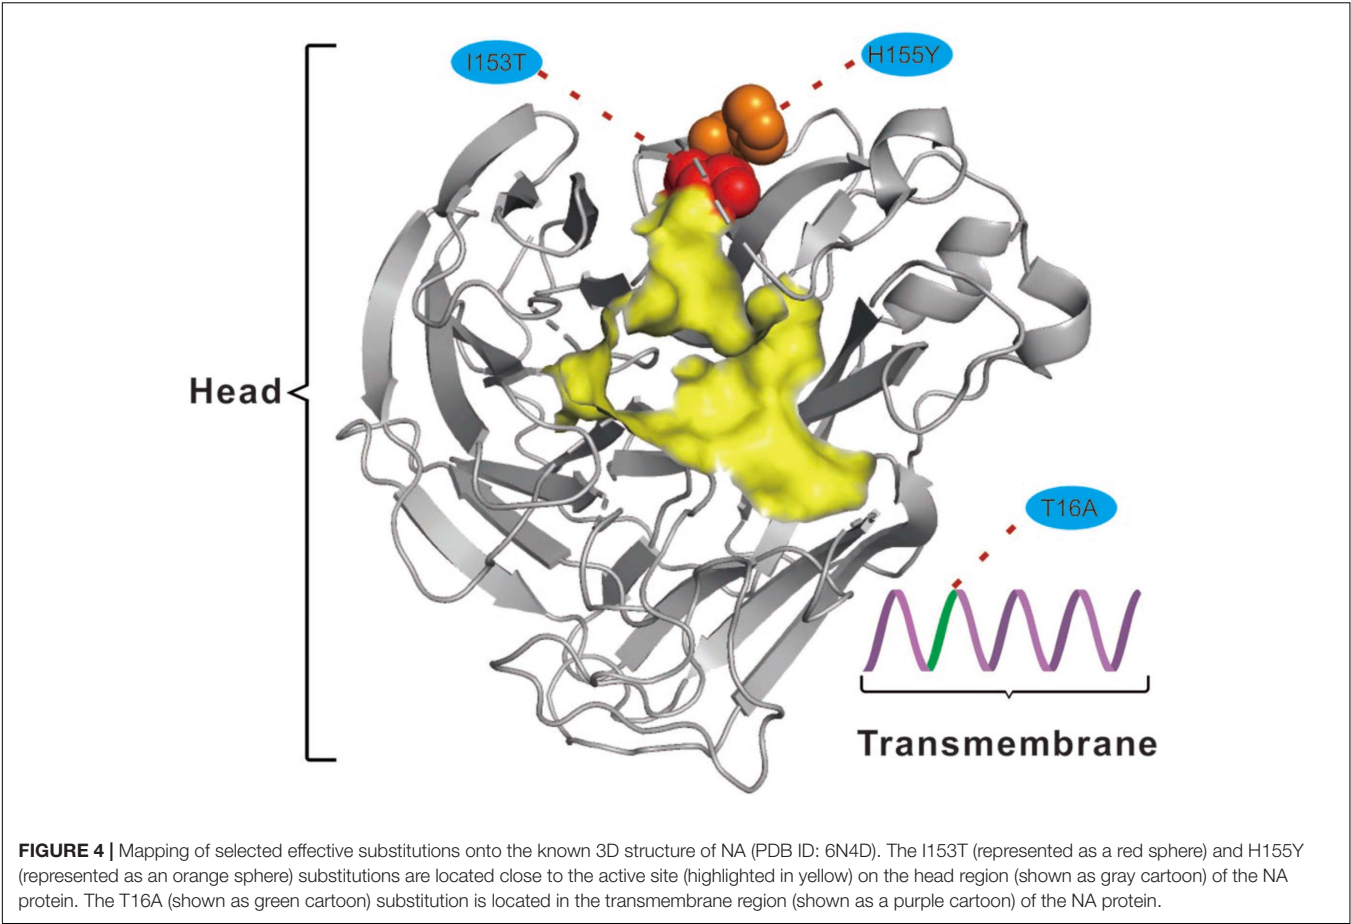 I153T
H155Y
Head
T16A
Transmembrane
FIGURE 4 | Mapping of selected effective substitutions onto the known 3D structure of NA (PDB ID: 6N4D). The I153T (represented as a red sphere) and H155Y
(represented as an orange sphere) substitutions are located close to the active site (highlighted in yellow) on the head region (shown as gray cartoon) of the NA
protein. The T16A (shown as green cartoon) substitution is located in the transmembrane region (shown as a purple cartoon) of the NA protein.